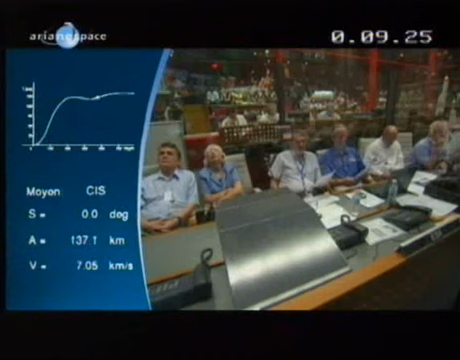 arianespace
0.09.25
Moyen: CIS
S = 0.0 deg
A = 137.1 km
V = 7.05 km/s